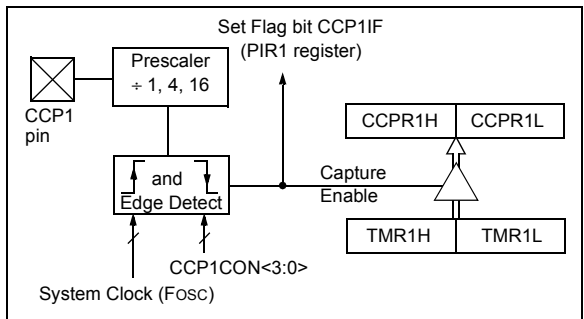 Set Flag bit CCP1IF
(PIR1 register)
Prescaler
÷ 1, 4, 16
CCP1
pin
CCPR1H
CCPR1L
and
Edge Detect
Capture
Enable
TMR1H
TMR1L
CCP1CON<3:0>
System Clock (FOSC)